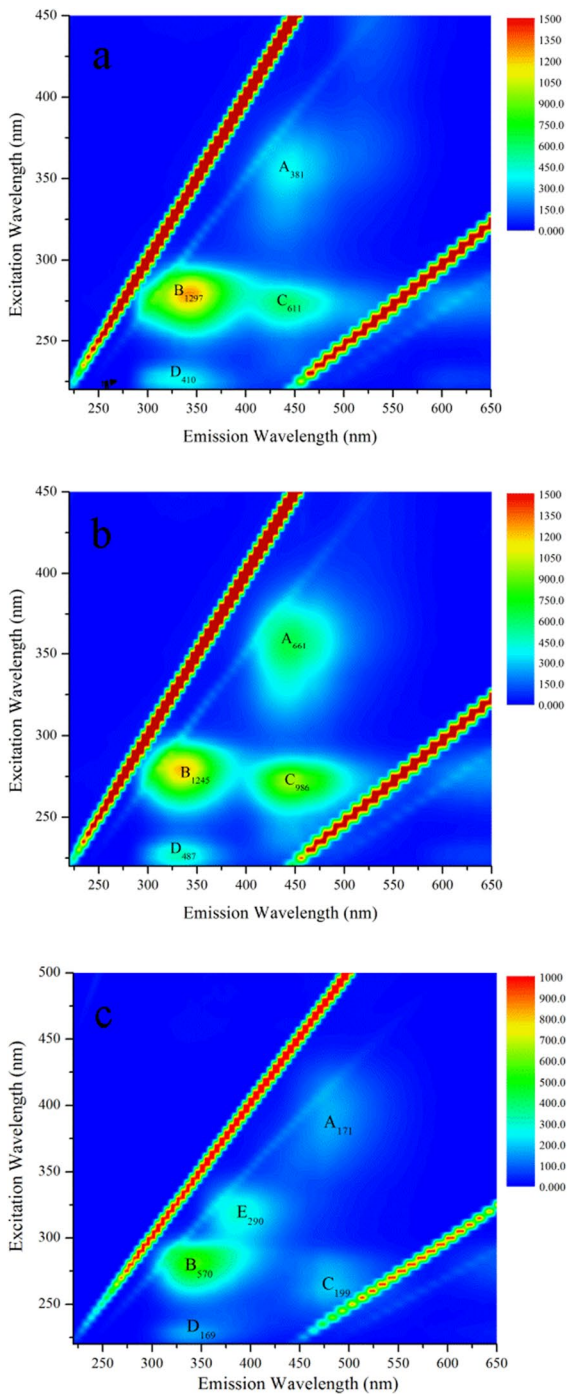 a
450
400
350
300
250
Excitation Wavelength (nm)
A381
B1297
C611
D410
250 300 350 400 450 500 550 600 650
Emission Wavelength (nm)
1500
1350
1200
1050
900.0
750.0
600.0
450.0
300.0
150.0
0.000
b
450
400
350
300
250
Excitation Wavelength (nm)
A661
B1245
C986
D487
250 300 350 400 450 500 550 600 650
Emission Wavelength (nm)
1500
1350
1200
1050
900.0
750.0
600.0
450.0
300.0
150.0
0.000
c
500
450
400
350
300
250
Excitation Wavelength (nm)
A171
E290
B570
C199
D169
250 300 350 400 450 500 550 600 650
Emission Wavelength (nm)
1000
900.0
800.0
700.0
600.0
500.0
400.0
300.0
200.0
100.0
0.000